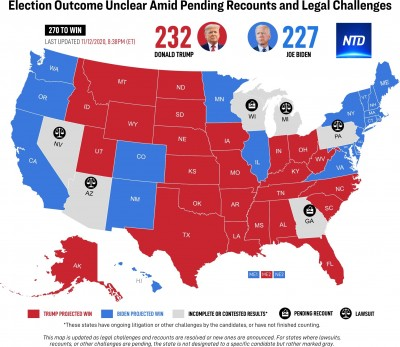 Election Outcome Unclear Amid Pending Recounts and Legal Challenges
270 TO WIN
LAST UPDATED 11/12/2020, 8:38PM (ET)
232
DONALD TRUMP
227
JOE BIDEN
NTD
WA
MT
ND
MN
OR
ID
SD
WI
MI
NY
VT
ME
WY
IA
PA
NV
NE
IL
IN
OH
UT
CO
WV
VA
CA
KS
MO
KY
NC
AZ
OK
TN
SC
NM
AR
MS
AL
GA
TX
LA
FL
AK
HI
ME1
ME2
NE2
TRUMP PROJECTED WIN
BIDEN PROJECTED WIN
INCOMPLETE OR CONTESTED RESULTS*
PENDING RECOUNT
LAWSUIT
*These states have ongoing litigation or other challenges by the candidates, or have not finished counting.
This map is updated as legal challenges and recounts are resolved or new ones are announced. For states where lawsuits,
recounts, or other challenges are pending, the state is not designated to a specific candidate but rather marked gray.